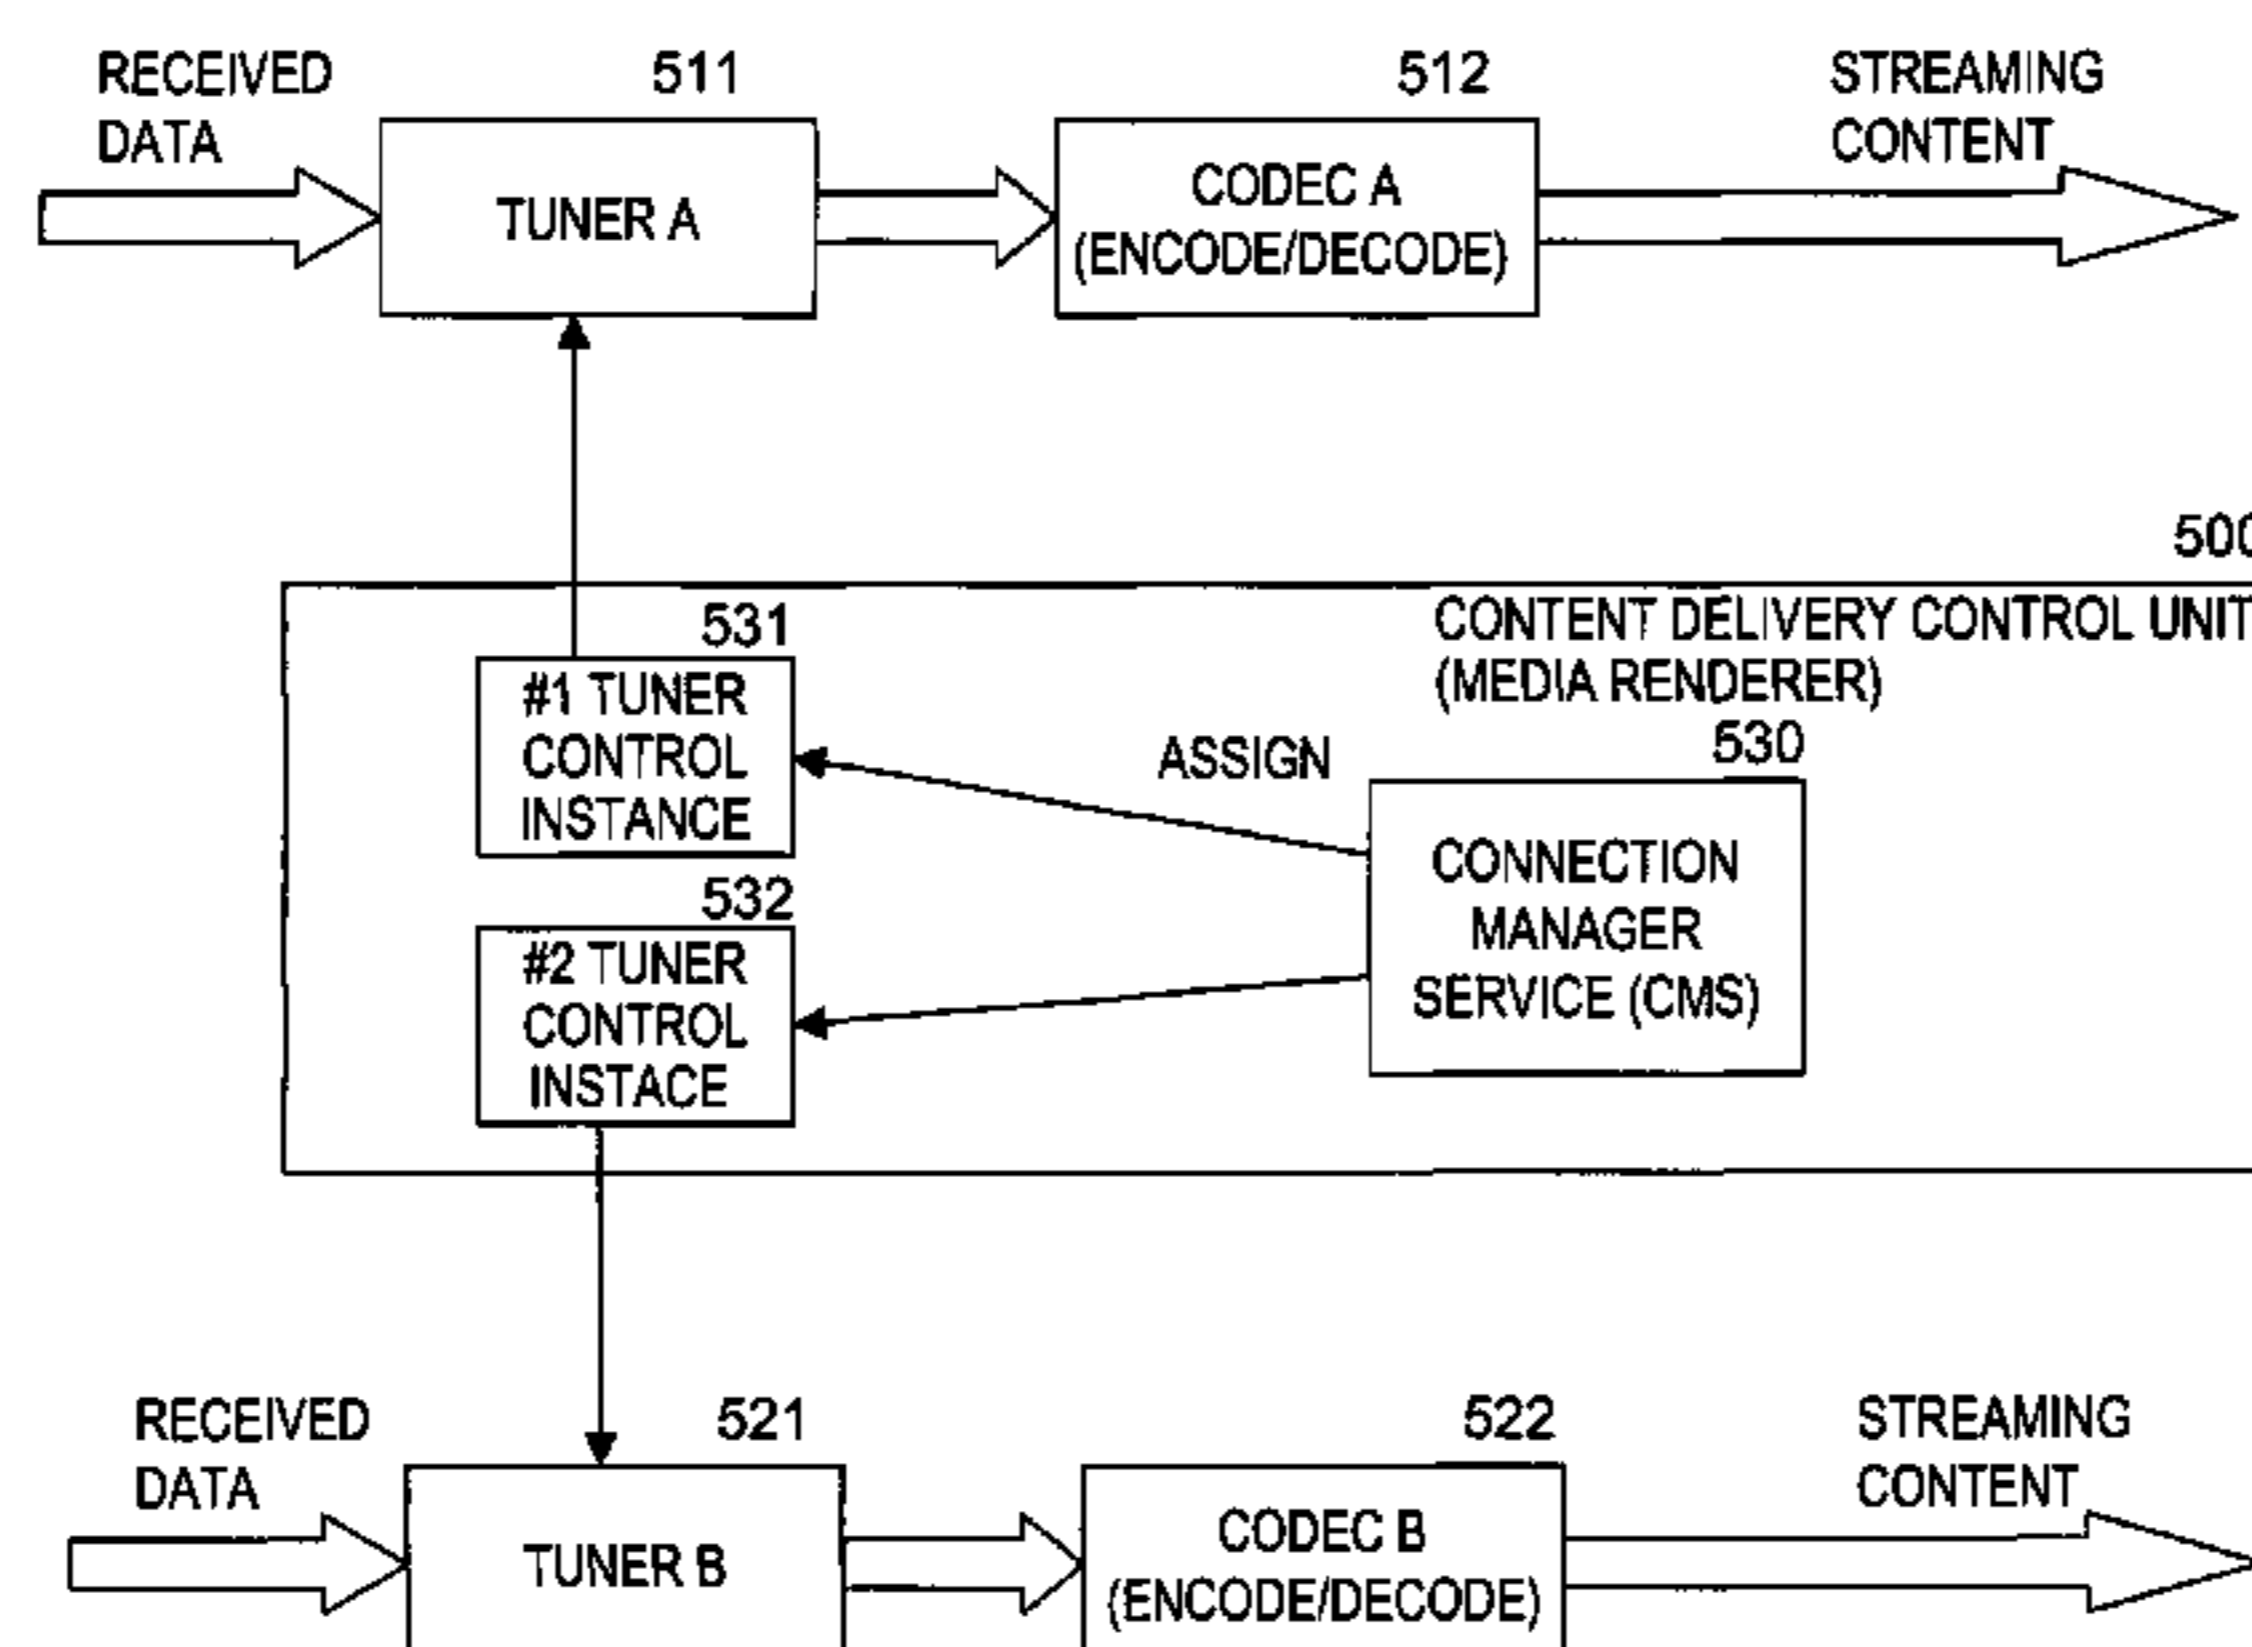 RECEIVED
DATA
511
512
STREAMING
CONTENT
TUNER A
CODEC A
(ENCODE/DECODE)
500
CONTENT DELIVERY CONTROL UNIT
(MEDIA RENDERER)
531
#1 TUNER
CONTROL
INSTANCE
ASSIGN
530
CONNECTION
MANAGER
SERVICE (CMS)
532
#2 TUNER
CONTROL
INSTACE
RECEIVED
DATA
521
522
STREAMING
CONTENT
TUNER B
CODEC B
(ENCODE/DECODE)